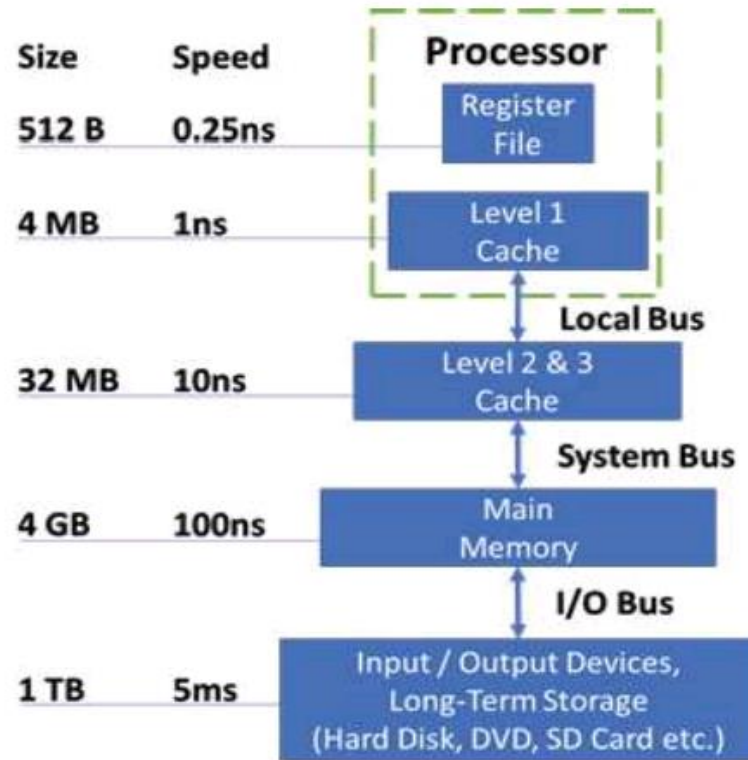 Size Speed Processor
512 B 0.25ns Register
File
4 MB 1ns Level 1
Cache
Local Bus
32 MB 10ns Level 2 & 3
Cache
System Bus
4 GB 100ns Main
Memory
I/O Bus
1 TB 5ms Input / Output Devices,
Long-Term Storage
(Hard Disk, DVD, SD Card etc.)